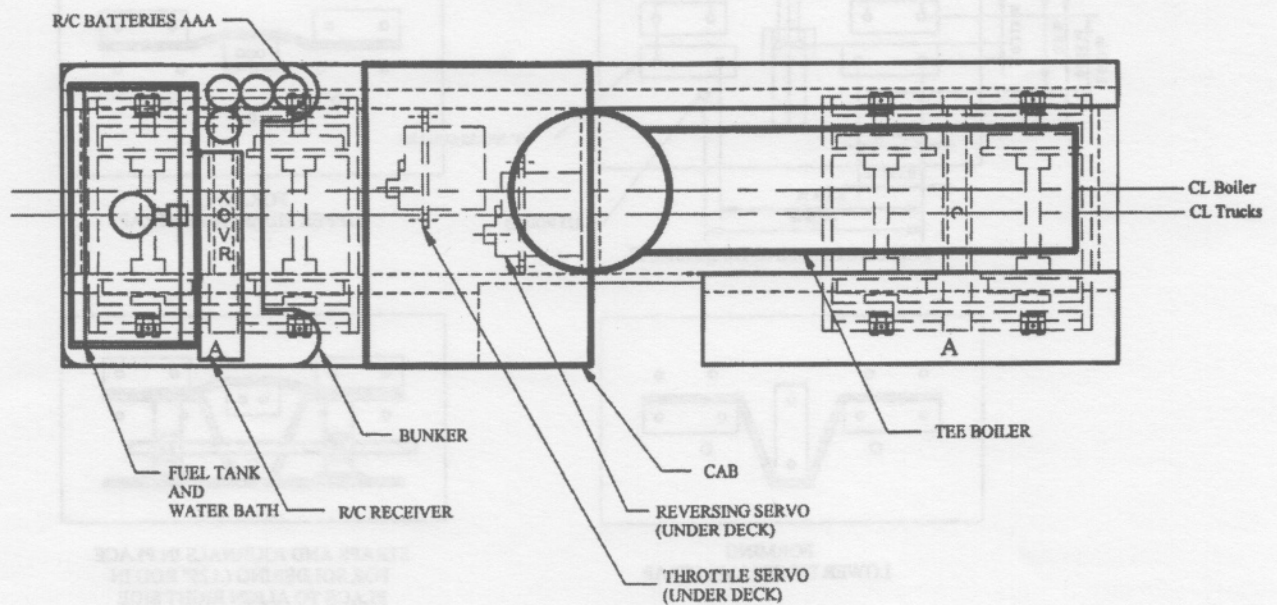 R/C BATTERIES AAA
XOVR
C
CL Boiler
CL Trucks
A
A
BUNKER
TEE BOILER
CAB
FUEL TANK
AND
WATER BATH
R/C RECEIVER
REVERSING SERVO
(UNDER DECK)
THROTTLE SERVO
(UNDER DECK)